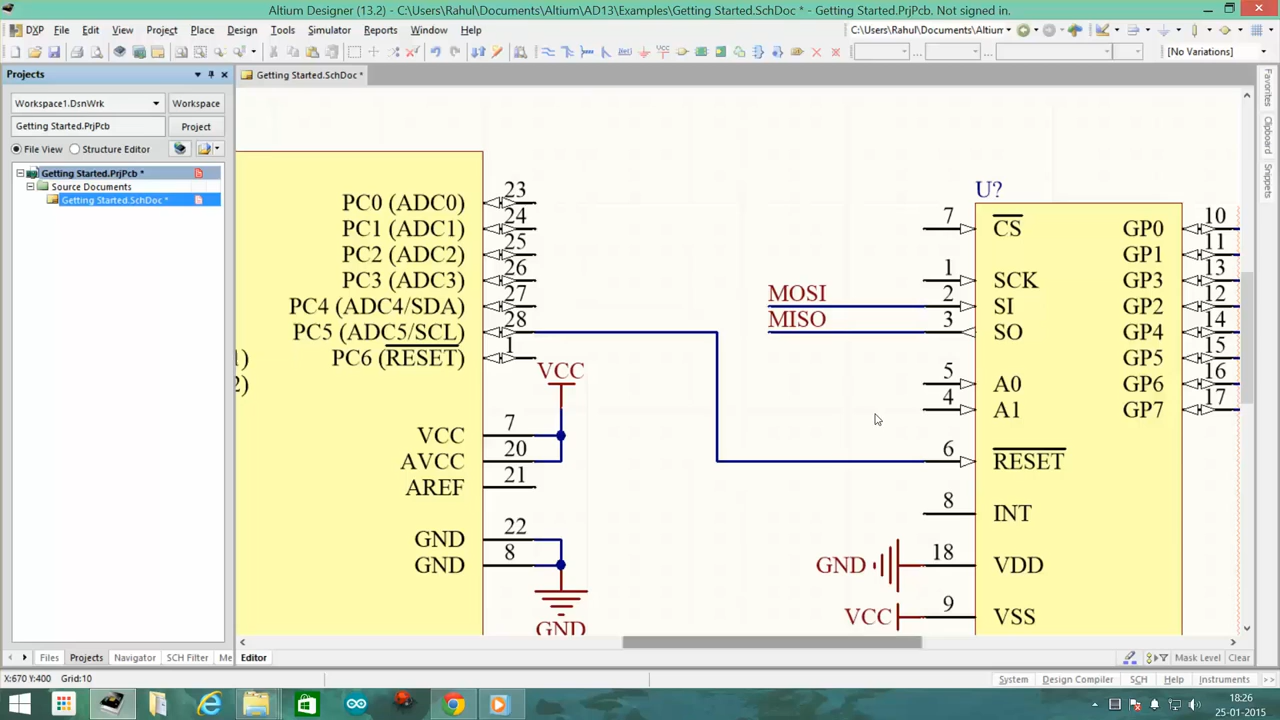 Altium Designer (13.2) - C:\Users\Rahul\Documents\Altium\AD13\Examples\Getting Started.SchDoc * - Getting Started.PrjPcb. Not signed in.
DXP File Edit View Project Place Design Tools Simulator Reports Window Help C:\Users\Rahul\Documents\Altium
[No Variations]
Projects
Getting Started.SchDoc *
Workspace1.DsnWrk Workspace
Getting Started.PrjPcb Project
File View Structure Editor
Getting Started.PrjPcb *
Source Documents
Getting Started.SchDoc *
Favorites
Clipboard
Snippets
PC0 (ADC0) 23
PC1 (ADC1) 24
PC2 (ADC2) 25
PC3 (ADC3) 26
PC4 (ADC4/SDA) 27
PC5 (ADC5/SCL) 28
PC6 (RESET) 1
1)
2)
VCC
VCC 7
AVCC 20
AREF 21
GND 22
GND 8
GND
U?
7 CS GP0 10
GP1 11
1 SCK GP3 13
MOSI 2 SI GP2 12
MISO 3 SO GP4 14
GP5 15
5 A0 GP6 16
4 A1 GP7 17
6 RESET
8 INT
GND 18 VDD
VCC 9 VSS
Files Projects Navigator SCH Filter Me Editor Mask Level Clear
X:670 Y:400 Grid:10 System Design Compiler SCH Help Instruments >>
18:26
25-01-2015